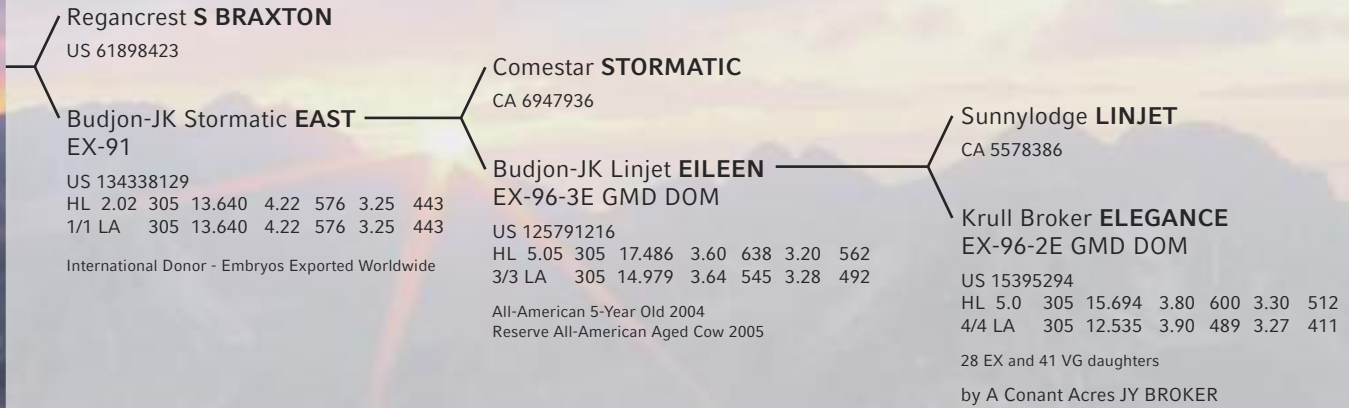 Regancrest S BRAXTON
US 61898423
Budjon-JK Stormatic EAST
EX-91
US 134338129
HL 2.02 305 13.640 4.22 576 3.25 443
1/1 LA 305 13.640 4.22 576 3.25 443
International Donor - Embryos Exported Worldwide
Comestar STORMATIC
CA 6947936
Budjon-JK Linjet EILEEN
EX-96-3E GMD DOM
US 125791216
HL 5.05 305 17.486 3.60 638 3.20 562
3/3 LA 305 14.979 3.64 545 3.28 492
All-American 5-Year Old 2004
Reserve All-American Aged Cow 2005
Sunnylodge LINJET
CA 5578386
Krull Broker ELEGANCE
EX-96-2E GMD DOM
US 15395294
HL 5.0 305 15.694 3.80 600 3.30 512
4/4 LA 305 12.535 3.90 489 3.27 411
28 EX and 41 VG daughters
by A Conant Acres JY BROKER